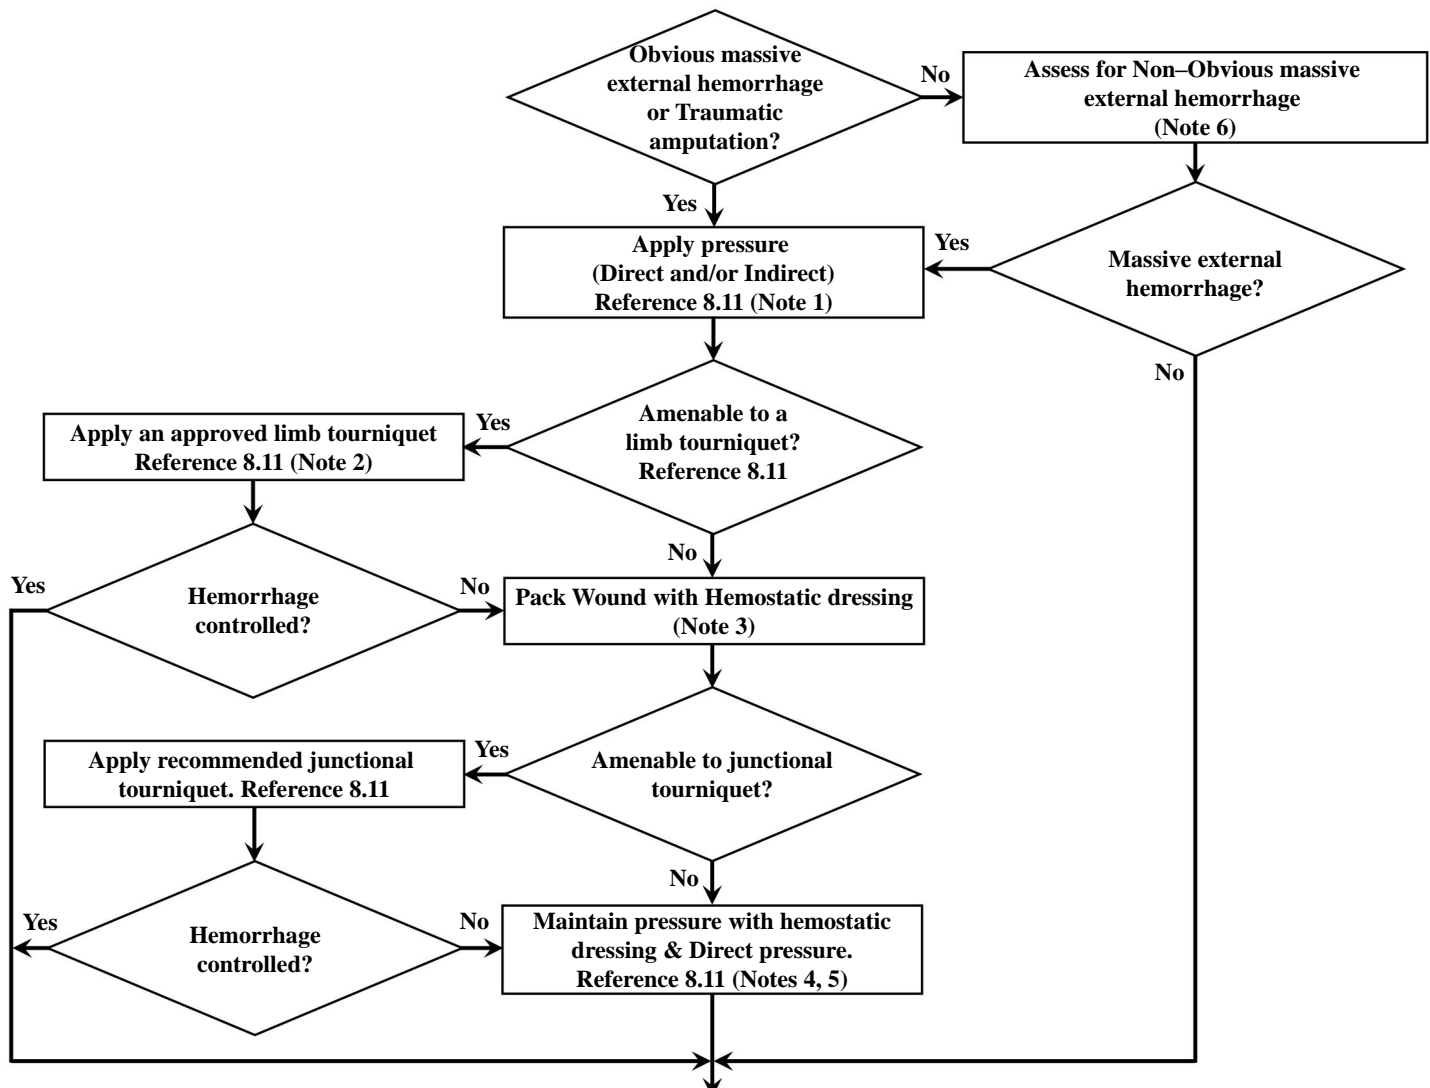 Obvious massive
external hemorrhage
or Traumatic
amputation?
No
Assess for Non–Obvious massive
external hemorrhage
(Note 6)
Yes
Apply pressure
(Direct and/or Indirect)
Reference 8.11 (Note 1)
Yes
Massive external
hemorrhage?
No
Amenable to a
limb tourniquet?
Reference 8.11
Yes
Apply an approved limb tourniquet
Reference 8.11 (Note 2)
No
Yes
Hemorrhage
controlled?
No
Pack Wound with Hemostatic dressing
(Note 3)
Amenable to junctional
tourniquet?
Yes
Apply recommended junctional
tourniquet. Reference 8.11
No
Yes
Hemorrhage
controlled?
No
Maintain pressure with hemostatic
dressing & Direct pressure.
Reference 8.11 (Notes 4, 5)